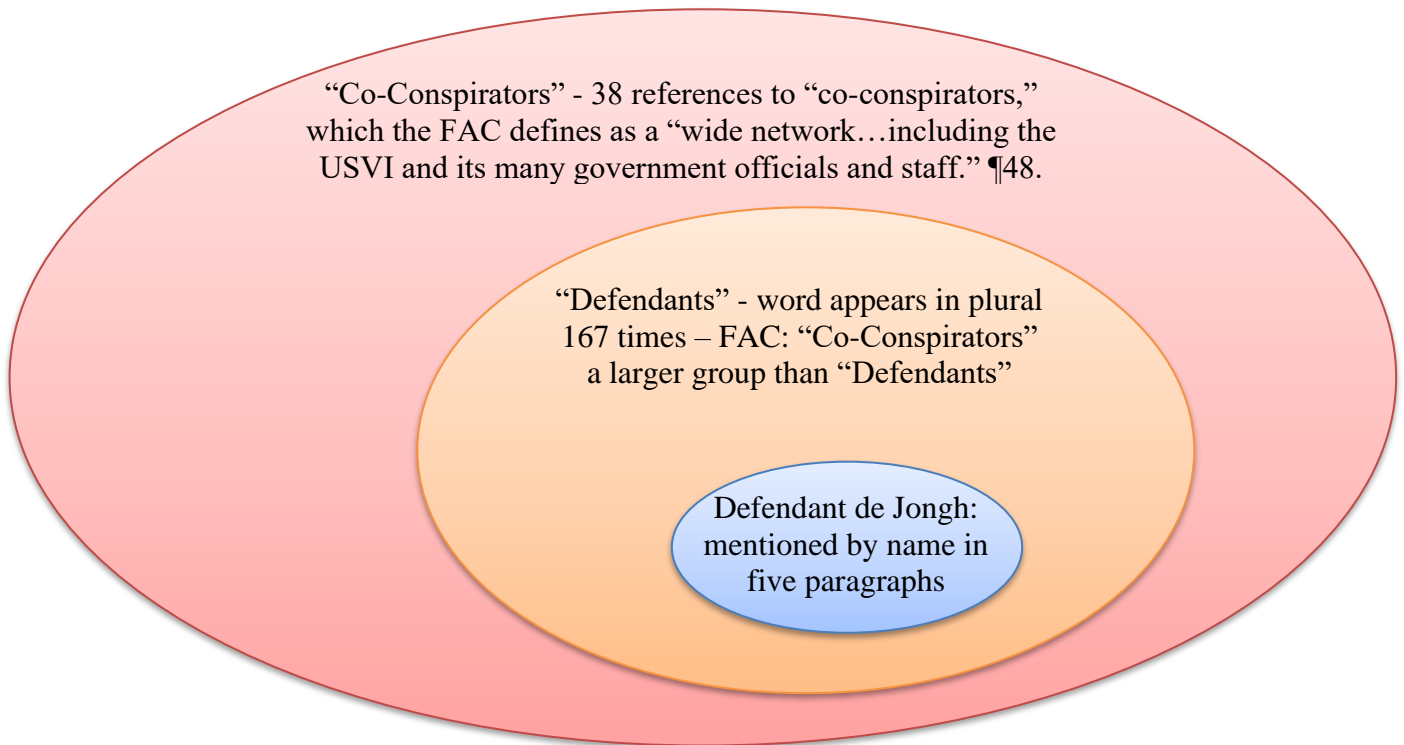 “Co-Conspirators” - 38 references to “co-conspirators,”
which the FAC defines as a “wide network…including the
USVI and its many government officials and staff.” ¶48.
“Defendants” - word appears in plural
167 times – FAC: “Co-Conspirators”
a larger group than “Defendants”
Defendant de Jongh:
mentioned by name in
five paragraphs